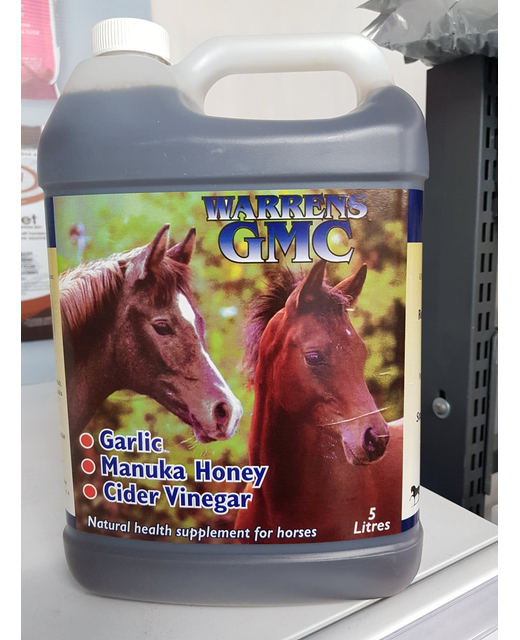 WARRENS
GMC
Garlic
Manuka Honey
Cider Vinegar
Natural health supplement for horses
5
Litres